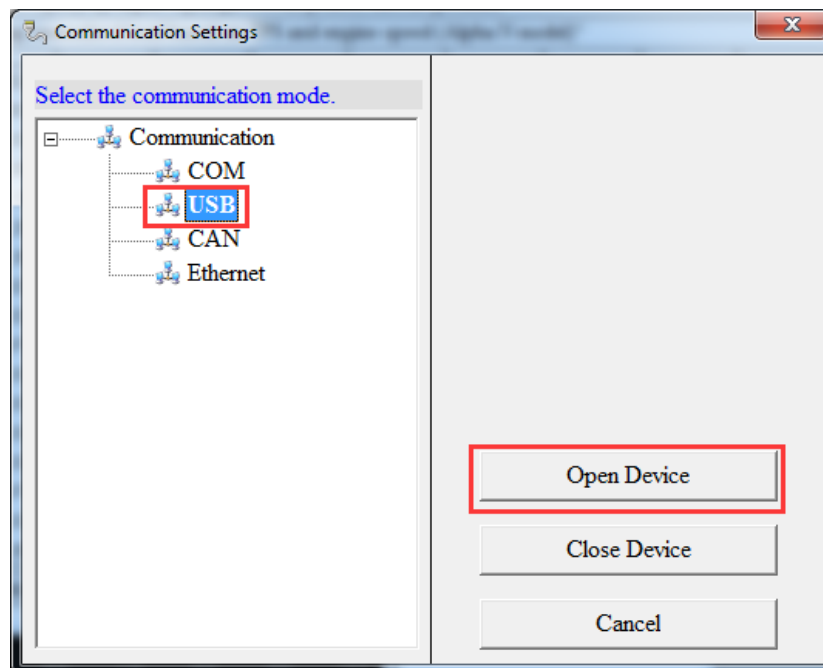 Communication Settings
Select the communication mode.
Communication
COM
USB
CAN
Ethernet
Open Device
Close Device
Cancel